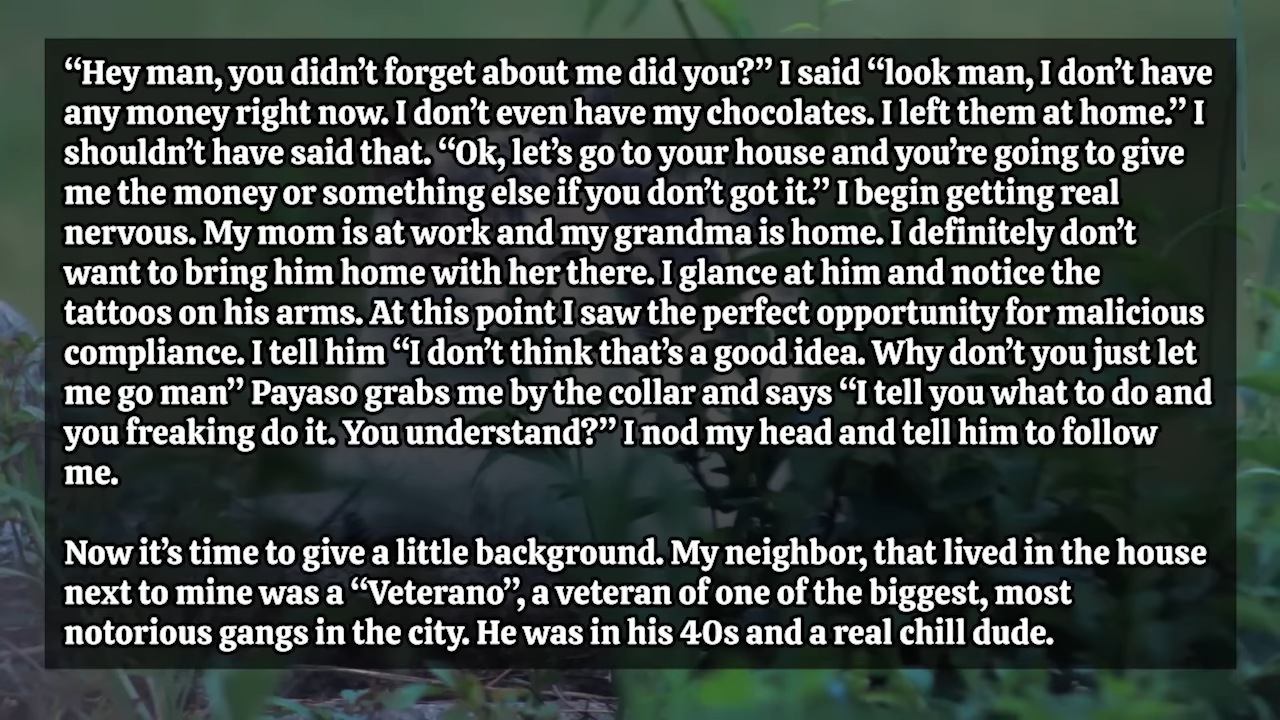 “Hey man, you didn’t forget about me did you?” I said “look man, I don’t have
any money right now. I don’t even have my chocolates. I left them at home.” I
shouldn’t have said that. “Ok, let’s go to your house and you’re going to give
me the money or something else if you don’t got it.” I begin getting real
nervous. My mom is at work and my grandma is home. I definitely don’t
want to bring him home with her there. I glance at him and notice the
tattoos on his arms. At this point I saw the perfect opportunity for malicious
compliance. I tell him “I don’t think that’s a good idea. Why don’t you just let
me go man” Payaso grabs me by the collar and says “I tell you what to do and
you freaking do it. You understand?” I nod my head and tell him to follow
me.
Now it’s time to give a little background. My neighbor, that lived in the house
next to mine was a “Veterano”, a veteran of one of the biggest, most
notorious gangs in the city. He was in his 40s and a real chill dude.